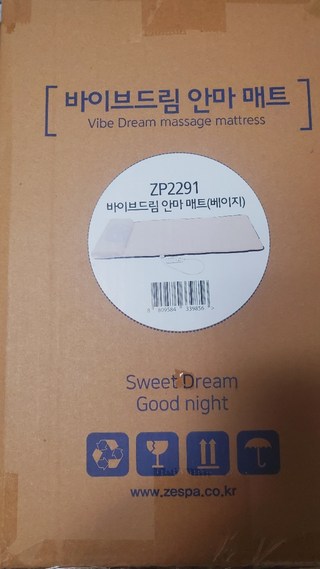 바이브드림 안마 매트
Vibe Dream massage mattress
ZP2291
바이브드림 안마 매트(베이지)
Sweet Dream
Good night
www.zespa.co.kr